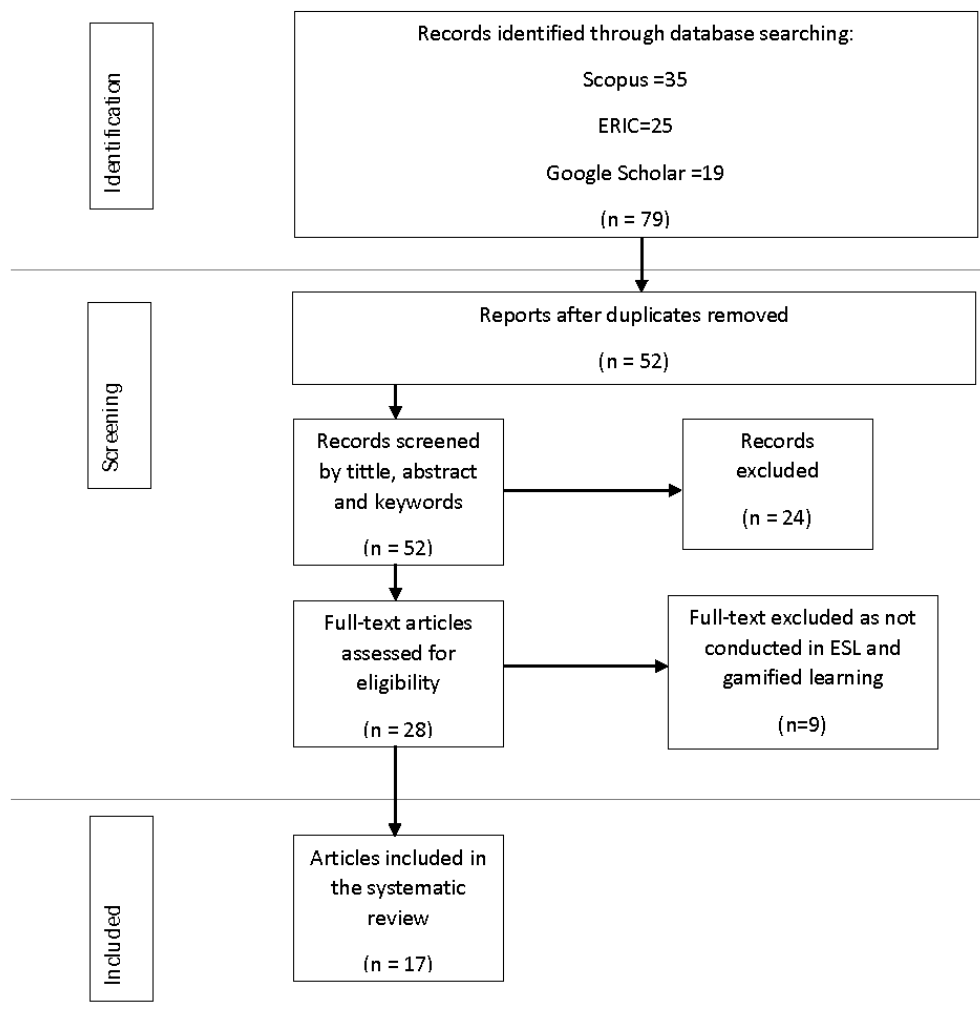 Identification
Records identified through database searching:
Scopus =35
ERIC=25
Google Scholar =19
(n = 79)
Screening
Reports after duplicates removed
(n = 52)
Records screened
by tittle, abstract
and keywords
(n = 52)
Records
excluded
(n = 24)
Full-text articles
assessed for
eligibility
(n = 28)
Full-text excluded as not
conducted in ESL and
gamified learning
(n=9)
Included
Articles included in
the systematic
review
(n = 17)